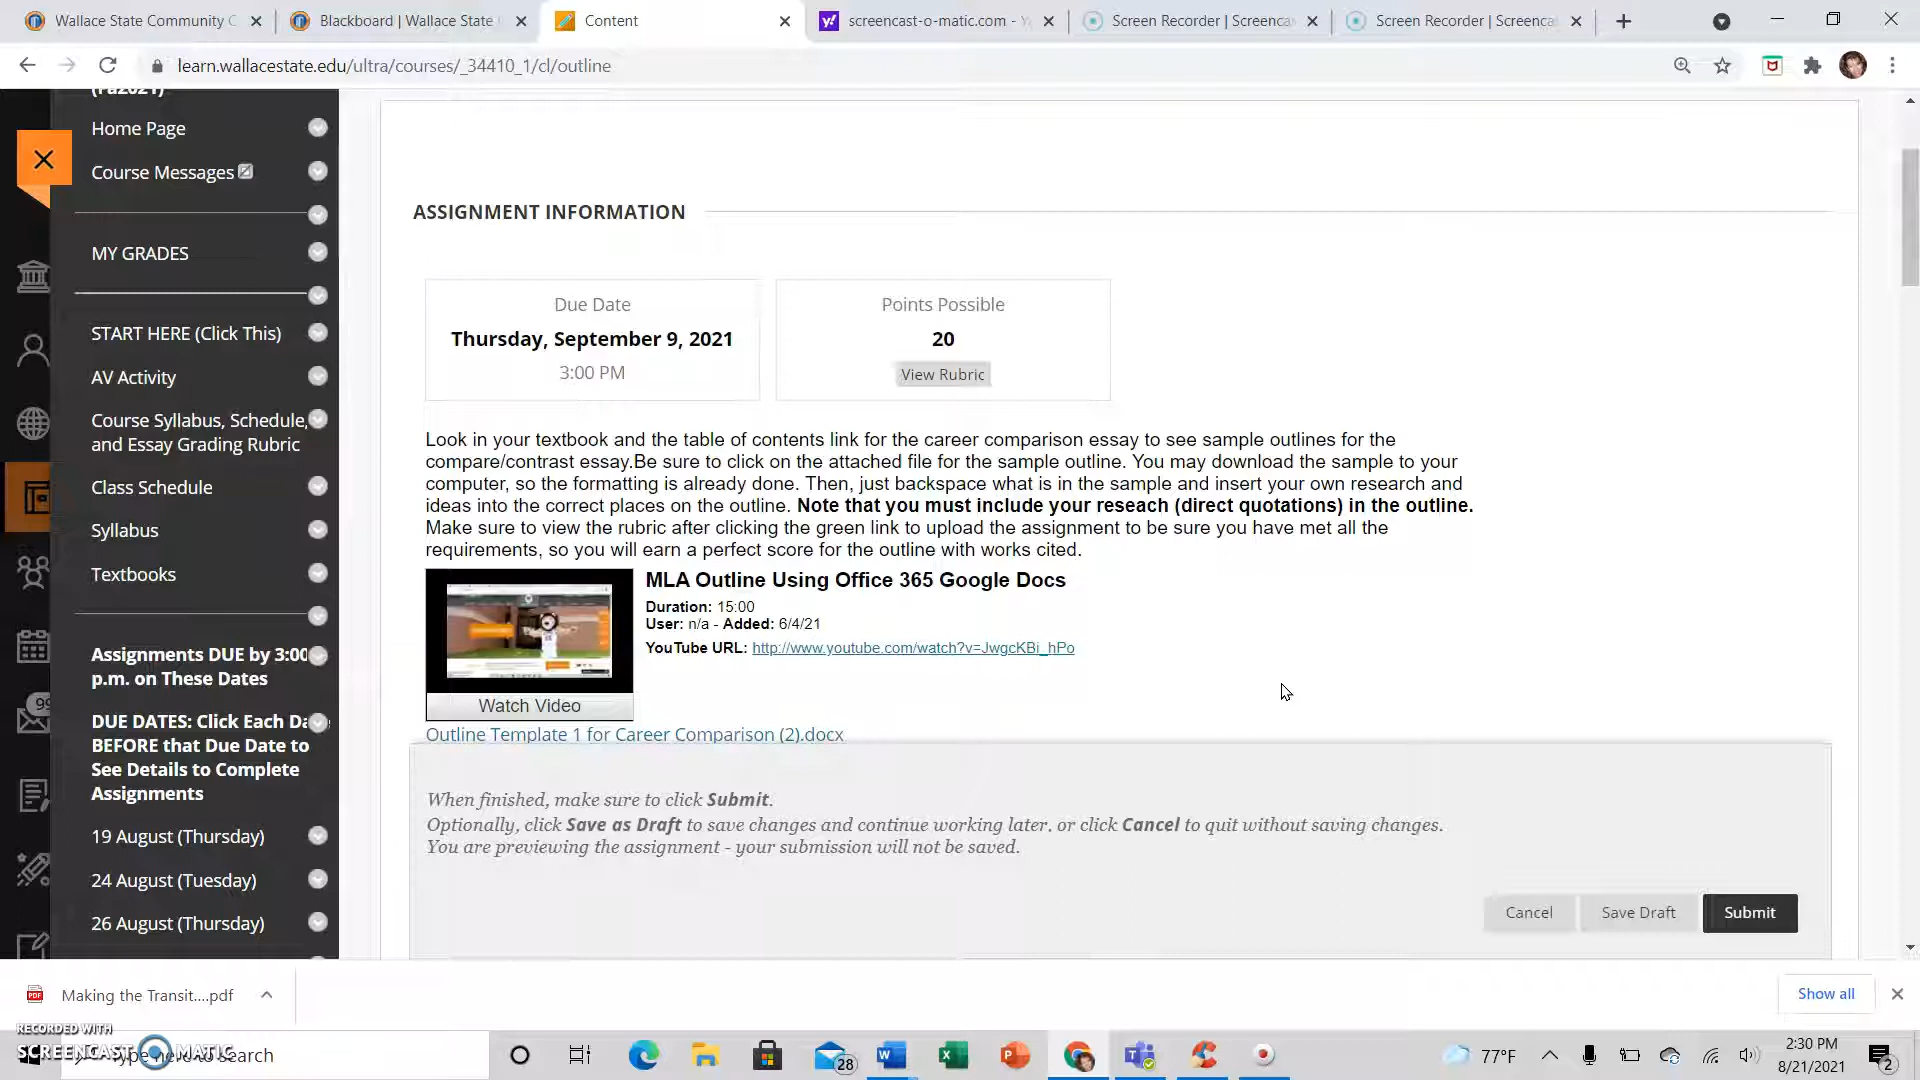 Wallace State Community C
Blackboard | Wallace State
Content
screencast-o-matic.com - Y
Screen Recorder | Screenca
Screen Recorder | Screenca
learn.wallacestate.edu/ultra/courses/_34410_1/cl/outline
(Fa2021)
Home Page
Course Messages
MY GRADES
START HERE (Click This)
AV Activity
Course Syllabus, Schedule,
and Essay Grading Rubric
Class Schedule
Syllabus
Textbooks
Assignments DUE by 3:00
p.m. on These Dates
DUE DATES: Click Each Da
BEFORE that Due Date to
See Details to Complete
Assignments
19 August (Thursday)
24 August (Tuesday)
26 August (Thursday)
99
ASSIGNMENT INFORMATION
Due Date
Thursday, September 9, 2021
3:00 PM
Points Possible
20
View Rubric
Look in your textbook and the table of contents link for the career comparison essay to see sample outlines for the
compare/contrast essay.Be sure to click on the attached file for the sample outline. You may download the sample to your
computer, so the formatting is already done. Then, just backspace what is in the sample and insert your own research and
ideas into the correct places on the outline. Note that you must include your reseach (direct quotations) in the outline.
Make sure to view the rubric after clicking the green link to upload the assignment to be sure you have met all the
requirements, so you will earn a perfect score for the outline with works cited.
MLA Outline Using Office 365 Google Docs
Duration: 15:00
User: n/a - Added: 6/4/21
YouTube URL: http://www.youtube.com/watch?v=JwgcKBi_hPo
Watch Video
Outline Template 1 for Career Comparison (2).docx
When finished, make sure to click Submit.
Optionally, click Save as Draft to save changes and continue working later, or click Cancel to quit without saving changes.
You are previewing the assignment - your submission will not be saved.
Cancel
Save Draft
Submit
Making the Transit....pdf
Show all
RECORDED WITH
SCREENCAST MATIC
Type here to search
28
77°F
2:30 PM
8/21/2021
2